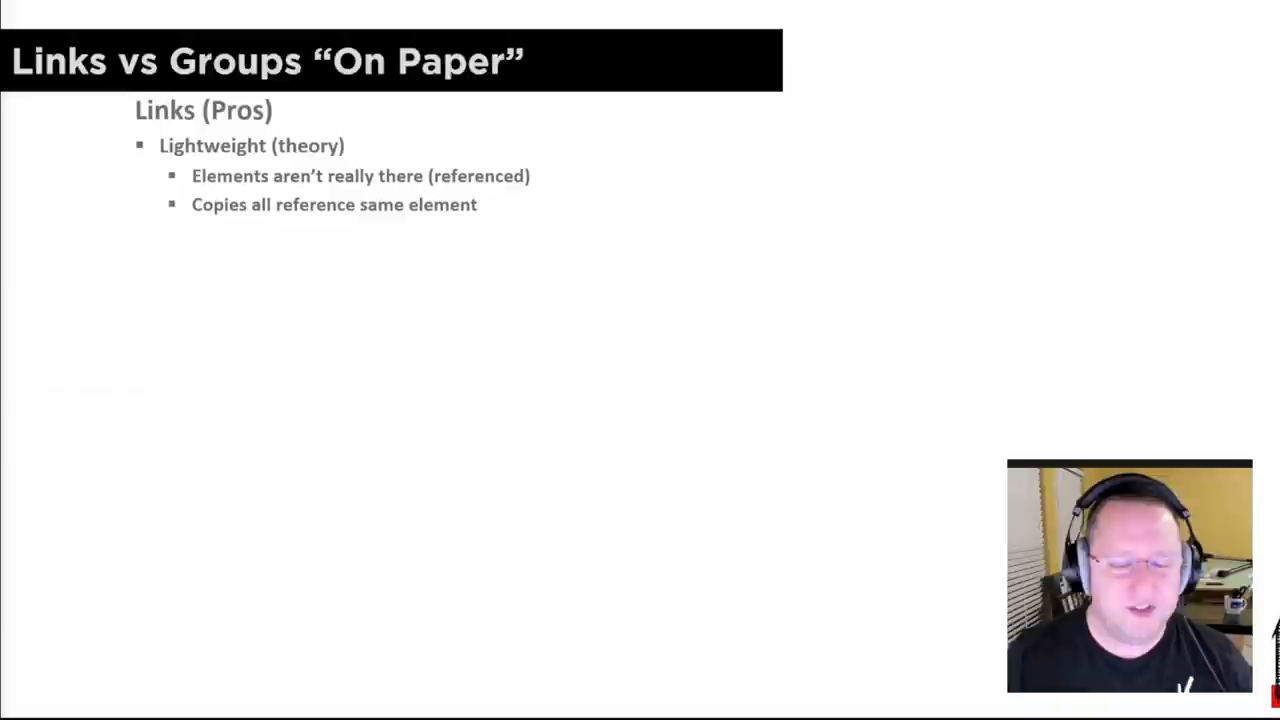 Links vs Groups “On Paper”
Links (Pros)
▪ Lightweight (theory)
▪ Elements aren’t really there (referenced)
▪ Copies all reference same element